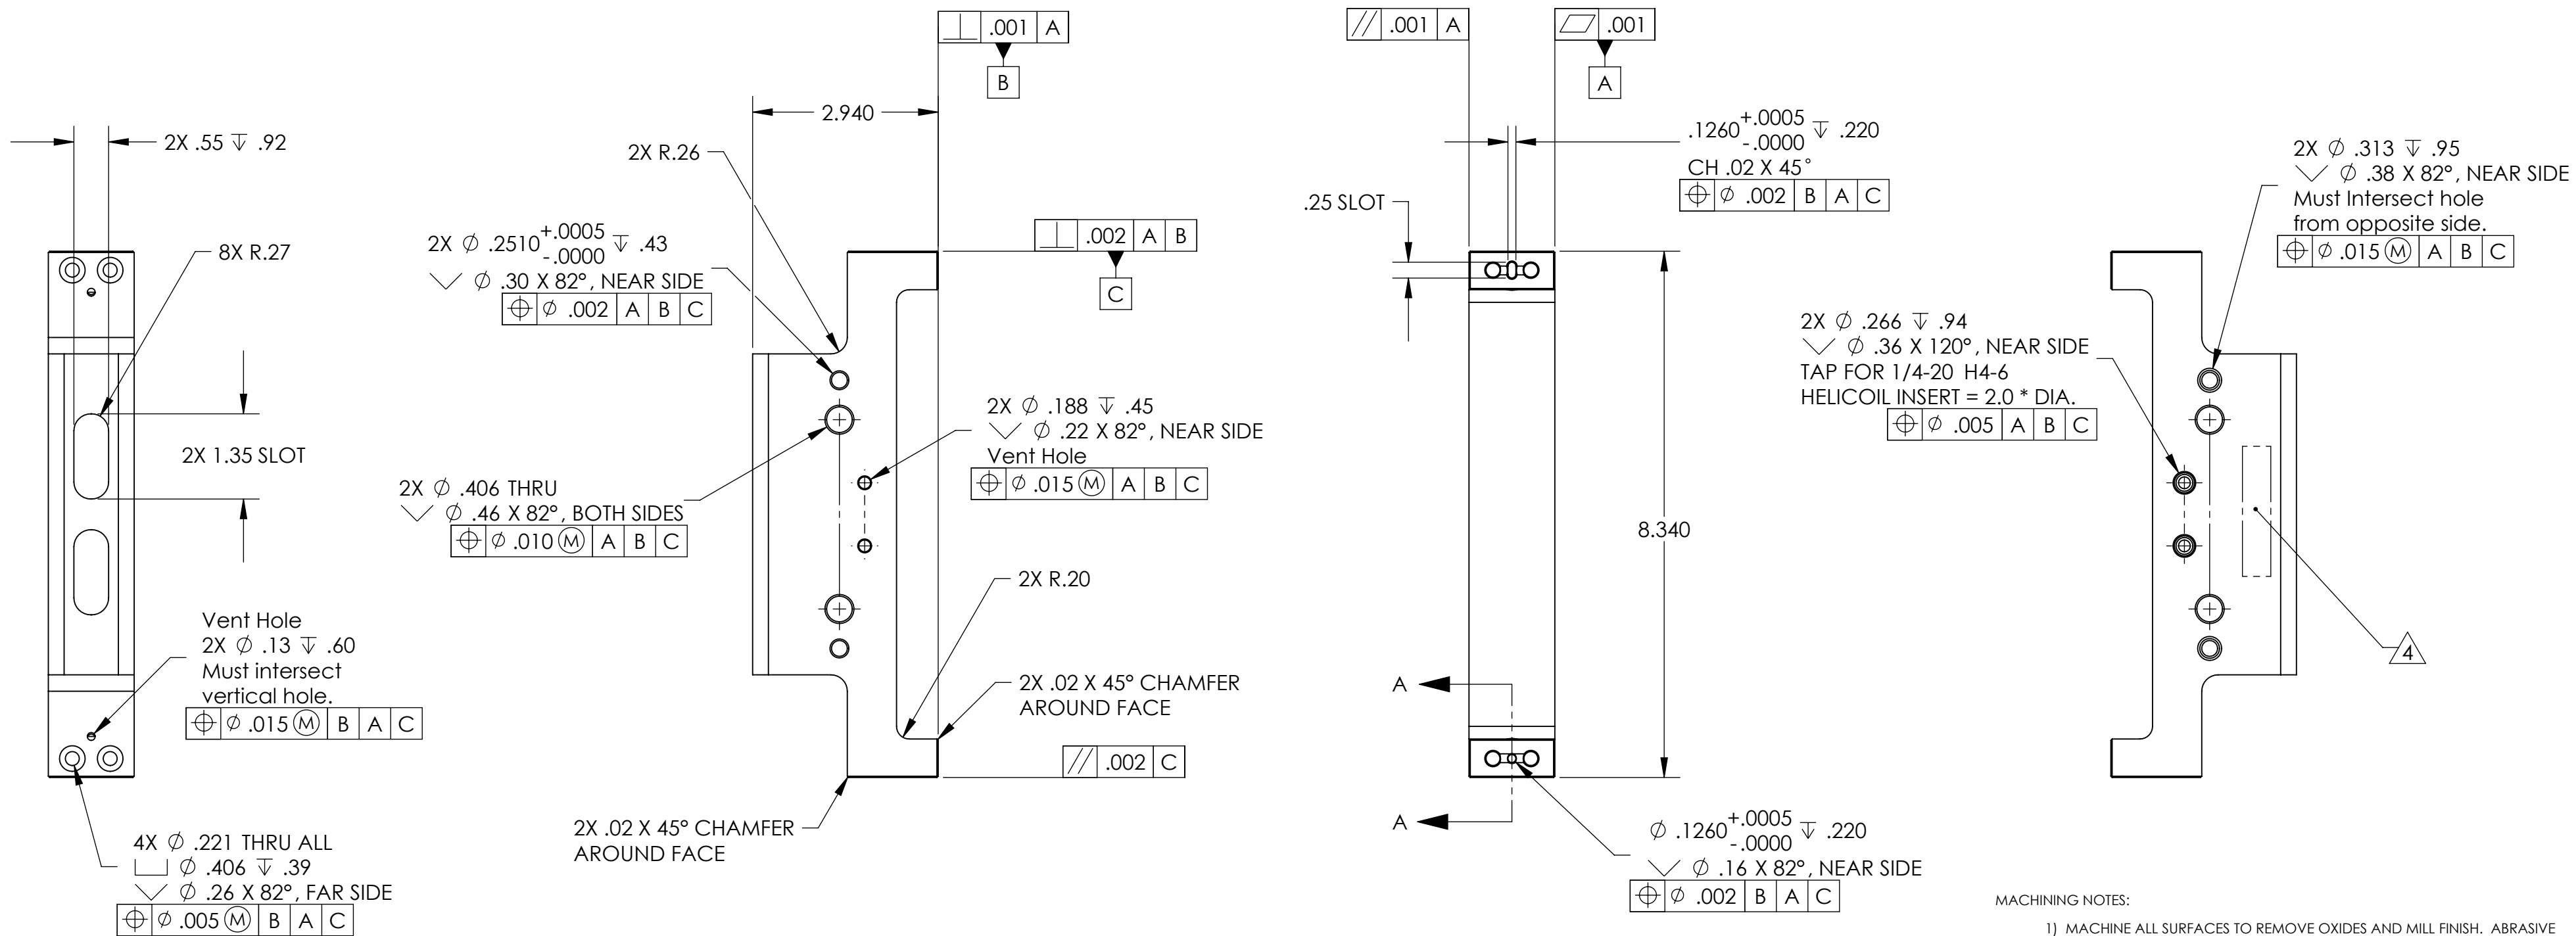 ⊥ .001 A
B
// .001 A
⏥ .001
A
2X .55 ↧ .92
2.940
2X R.26
.1260 +.0005 -.0000 ↧ .220
CH .02 X 45°
⌖ ⌀ .002 B A C
.25 SLOT
2X ⌀ .313 ↧ .95
⌵ ⌀ .38 X 82°, NEAR SIDE
Must Intersect hole
from opposite side.
⌖ ⌀ .015 Ⓜ A B C
8X R.27
2X ⌀ .2510 +.0005 -.0000 ↧ .43
⌵ ⌀ .30 X 82°, NEAR SIDE
⌖ ⌀ .002 A B C
⊥ .002 A B
C
2X ⌀ .266 ↧ .94
⌵ ⌀ .36 X 120°, NEAR SIDE
TAP FOR 1/4-20 H4-6
HELICOIL INSERT = 2.0 * DIA.
⌖ ⌀ .005 A B C
2X 1.35 SLOT
2X ⌀ .188 ↧ .45
⌵ ⌀ .22 X 82°, NEAR SIDE
Vent Hole
⌖ ⌀ .015 Ⓜ A B C
2X ⌀ .406 THRU
⌵ ⌀ .46 X 82°, BOTH SIDES
⌖ ⌀ .010 Ⓜ A B C
8.340
2X R.20
Vent Hole
2X ⌀ .13 ↧ .60
Must intersect
vertical hole.
⌖ ⌀ .015 Ⓜ B A C
4
2X .02 X 45° CHAMFER
AROUND FACE
A
// .002 C
A
2X .02 X 45° CHAMFER
AROUND FACE
4X ⌀ .221 THRU ALL
⌴ ⌀ .406 ↧ .39
⌵ ⌀ .26 X 82°, FAR SIDE
⌖ ⌀ .005 Ⓜ B A C
⌀ .1260 +.0005 -.0000 ↧ .220
⌵ ⌀ .16 X 82°, NEAR SIDE
⌖ ⌀ .002 B A C
MACHINING NOTES:
1) MACHINE ALL SURFACES TO REMOVE OXIDES AND MILL FINISH. ABRASIVE